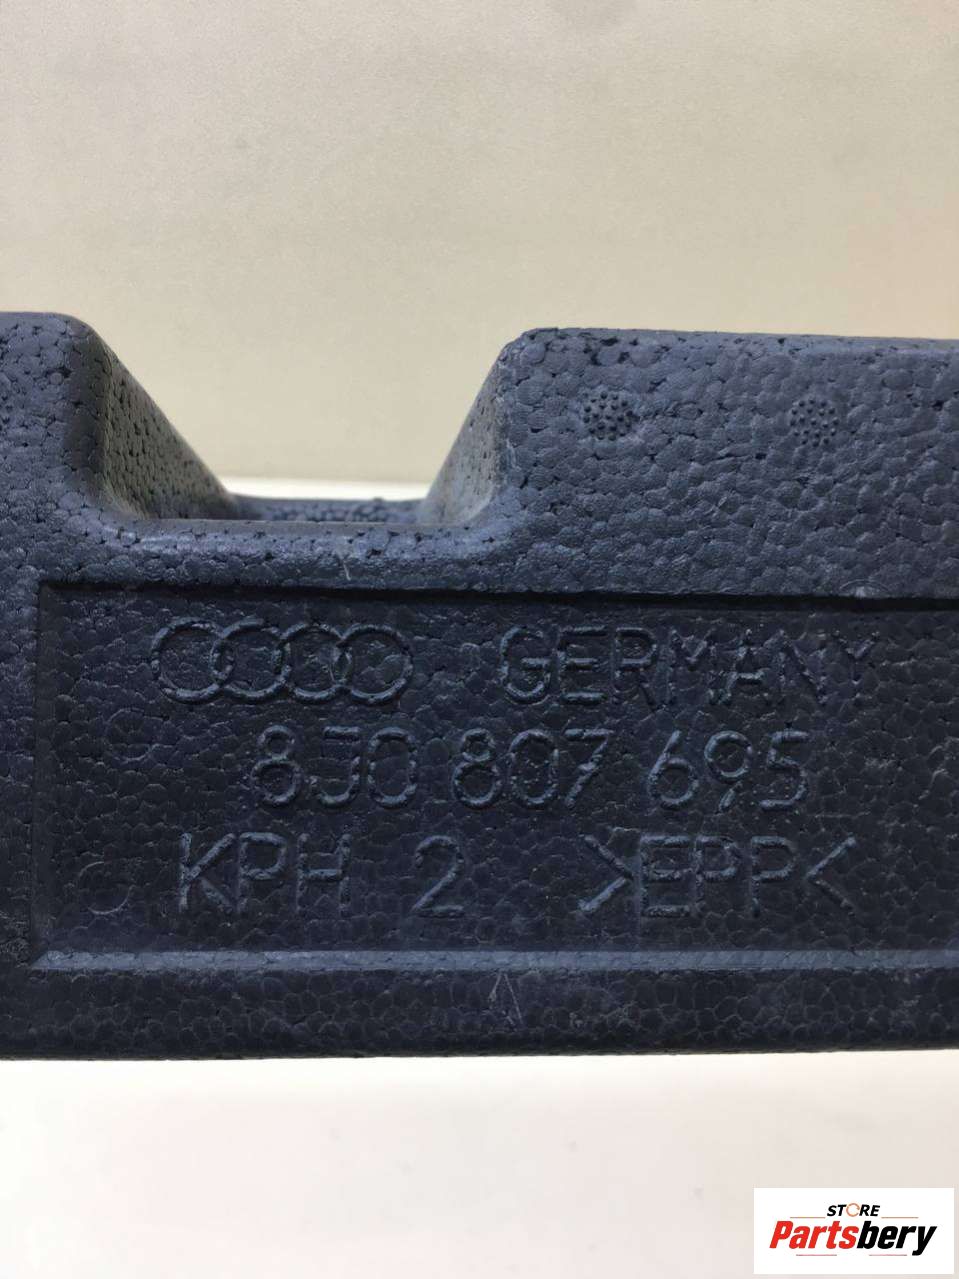 GERMANY
8J0 807 695
KPH 2 >EPP<
STORE
Partsbery